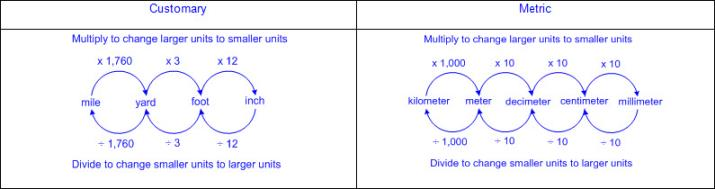 Customary
Multiply to change larger units to smaller units
x 1,760 x 3 x 12
mile yard foot inch
÷ 1,760 ÷ 3 ÷ 12
Divide to change smaller units to larger units
Metric
Multiply to change larger units to smaller units
x 1,000 x 10 x 10 x 10
kilometer meter decimeter centimeter millimeter
÷ 1,000 ÷ 10 ÷ 10 ÷ 10
Divide to change smaller units to larger units